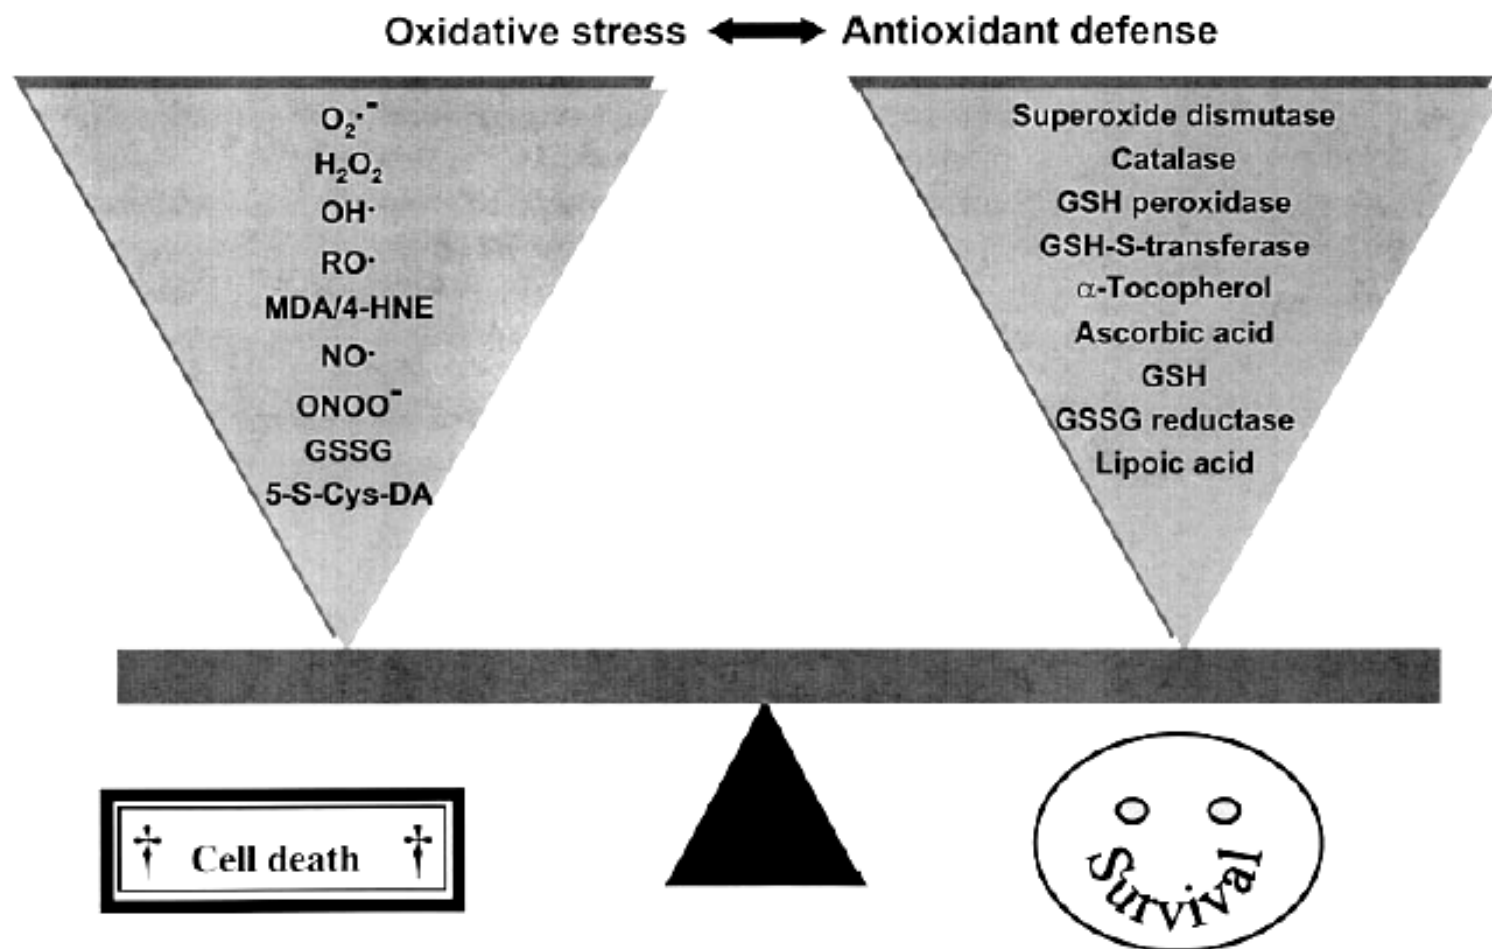 Oxidative stress ↔ Antioxidant defense
O₂·⁻
H₂O₂
OH·
RO·
MDA/4-HNE
NO·
ONOO⁻
GSSG
5-S-Cys-DA
Superoxide dismutase
Catalase
GSH peroxidase
GSH-S-transferase
α-Tocopherol
Ascorbic acid
GSH
GSSG reductase
Lipoic acid
† Cell death †
Survival